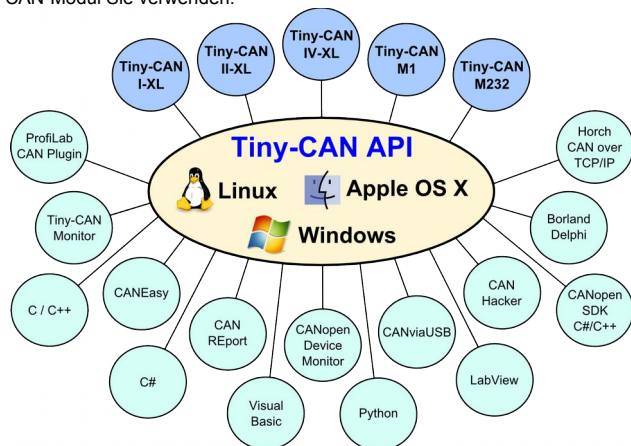 CAN-Modul Sie verwenden.
Tiny-CAN
I-XL
Tiny-CAN
II-XL
Tiny-CAN
IV-XL
Tiny-CAN
M1
Tiny-CAN
M232
Tiny-CAN API
Linux
Apple OS X
Windows
ProfiLab
CAN Plugin
Horch
CAN over
TCP/IP
Tiny-CAN
Monitor
Borland
Delphi
C / C++
CANEasy
CAN
REport
CANopen
Device
Monitor
CANviaUSB
CAN
Hacker
CANopen
SDK
C#/C++
C#
Visual
Basic
Python
LabView